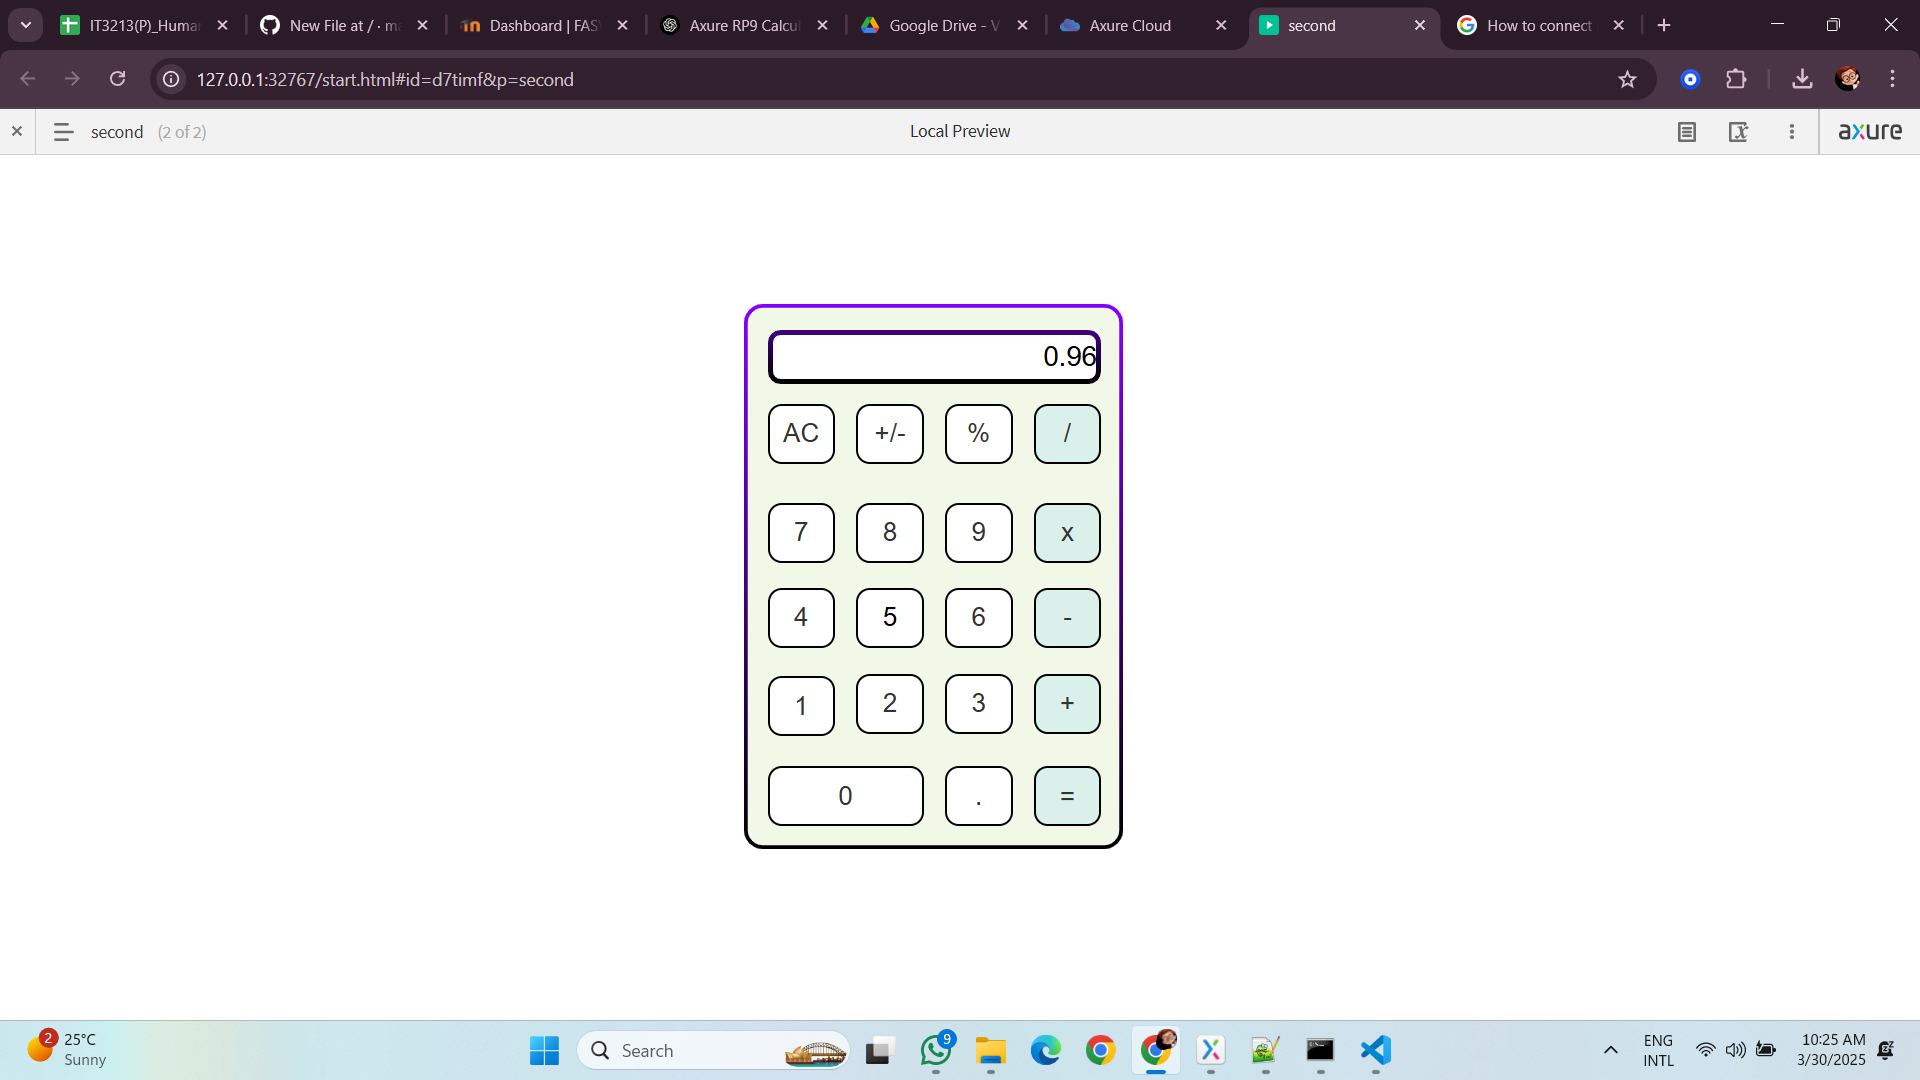 IT3213(P)_Huma
New File at / · ma
Dashboard | FAS
Axure RP9 Calcul
Google Drive - V
Axure Cloud
second
How to connect
127.0.0.1:32767/start.html#id=d7timf&p=second
second (2 of 2)
Local Preview
axure
0.96
AC +/- % /
7 8 9 x
4 5 6 -
1 2 3 +
0 . =
2
25°C
Sunny
Search
9
ENG
INTL
10:25 AM
3/30/2025